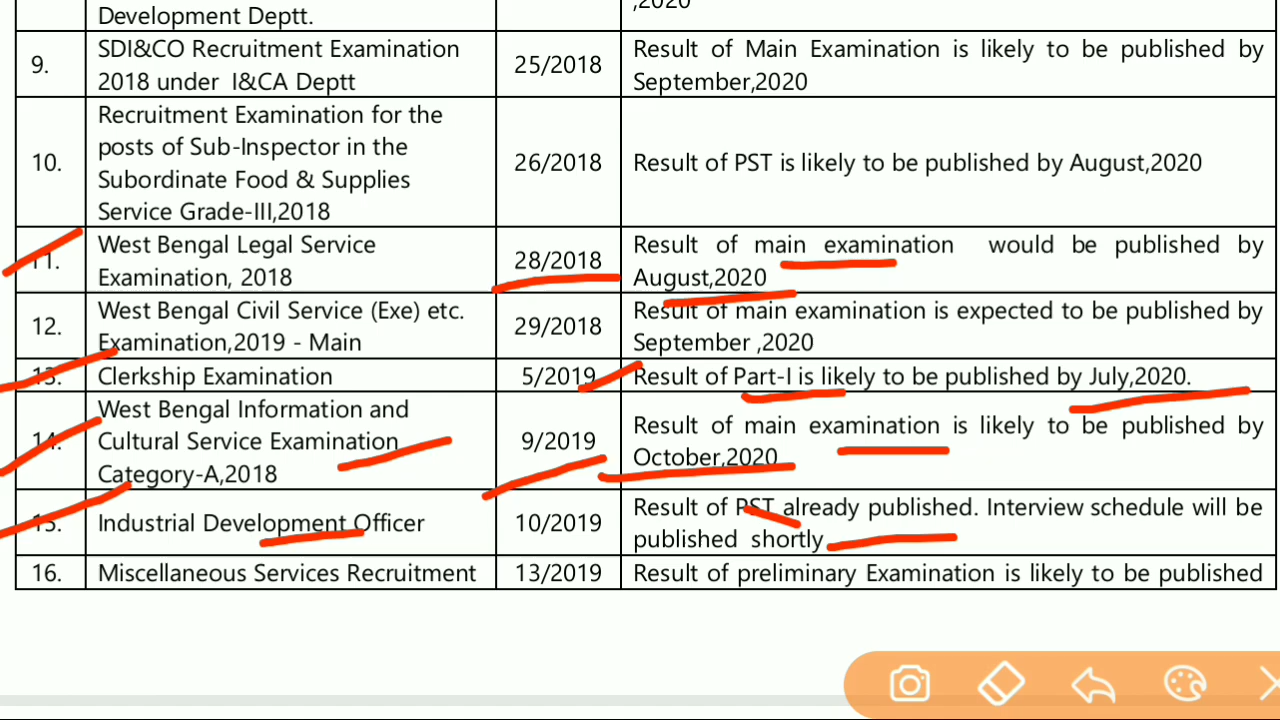 Development Deptt.
,2020
9.
SDI&CO Recruitment Examination
2018 under I&CA Deptt
25/2018
Result of Main Examination is likely to be published by
September,2020
10.
Recruitment Examination for the
posts of Sub-Inspector in the
Subordinate Food & Supplies
Service Grade-III,2018
26/2018
Result of PST is likely to be published by August,2020
11.
West Bengal Legal Service
Examination, 2018
28/2018
Result of main examination would be published by
August,2020
12.
West Bengal Civil Service (Exe) etc.
Examination,2019 - Main
29/2018
Result of main examination is expected to be published by
September ,2020
13.
Clerkship Examination
5/2019
Result of Part-I is likely to be published by July,2020.
14.
West Bengal Information and
Cultural Service Examination
Category-A,2018
9/2019
Result of main examination is likely to be published by
October,2020
15.
Industrial Development Officer
10/2019
Result of PST already published. Interview schedule will be
published shortly
16.
Miscellaneous Services Recruitment
13/2019
Result of preliminary Examination is likely to be published